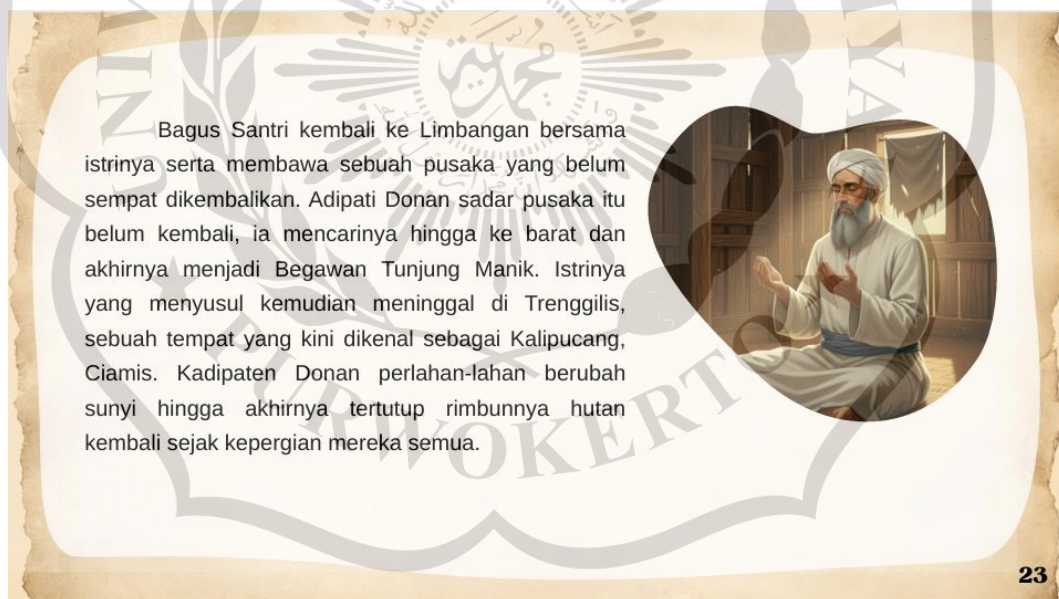 Bagus Santri kembali ke Limbangan bersama
istrinya serta membawa sebuah pusaka yang belum
sempat dikembalikan. Adipati Donan sadar pusaka itu
belum kembali, ia mencarinya hingga ke barat dan
akhirnya menjadi Begawan Tunjung Manik. Istrinya
yang menyusul kemudian meninggal di Trenggilis,
sebuah tempat yang kini dikenal sebagai Kalipucang,
Ciamis. Kadipaten Donan perlahan-lahan berubah
sunyi hingga akhirnya tertutup rimbunnya hutan
kembali sejak kepergian mereka semua.
PURWOKERTO
23